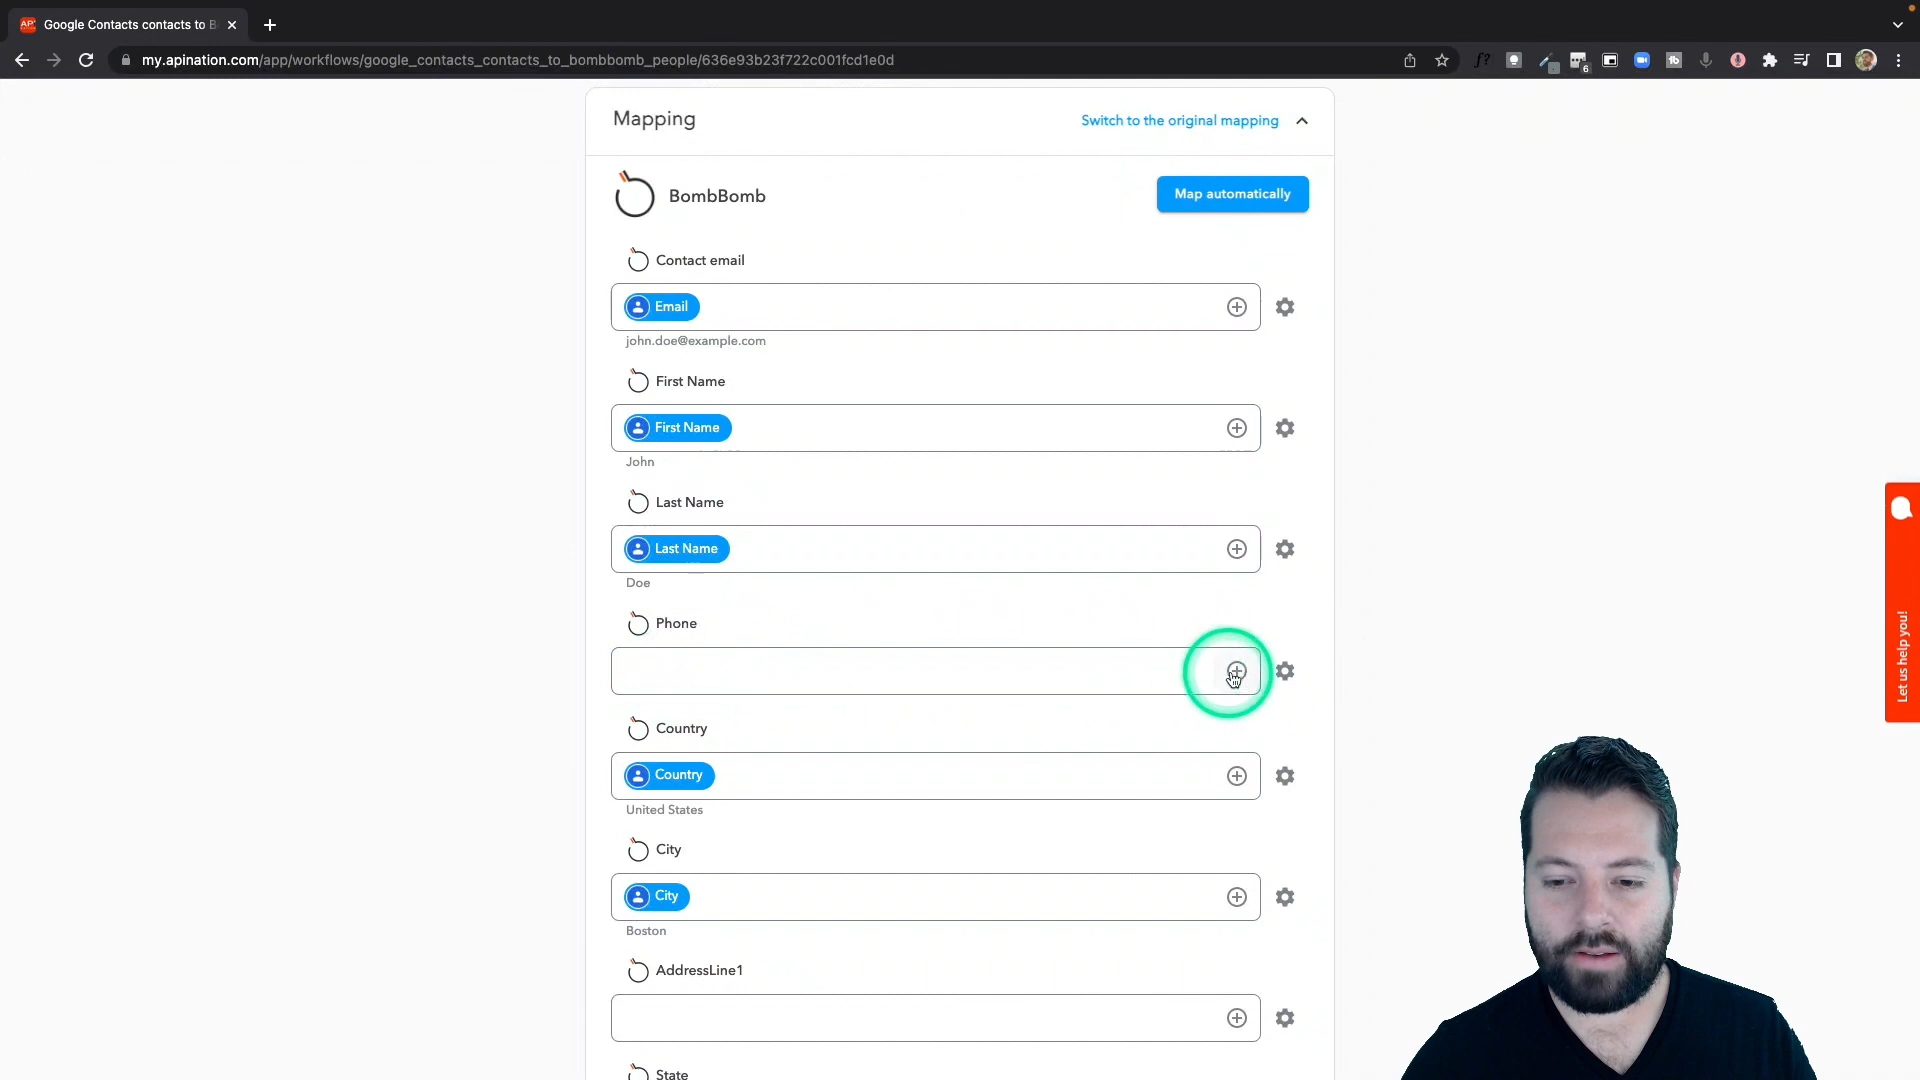 Google Contacts contacts to B
my.apination.com/app/workflows/google_contacts_contacts_to_bombbomb_people/636e93b23f722c001fcd1e0d
6
Mapping
Switch to the original mapping
BombBomb
Map automatically
Contact email
Email
john.doe@example.com
First Name
First Name
John
Last Name
Last Name
Doe
Phone
Country
Country
United States
City
City
Boston
AddressLine1
State
Let us help you!